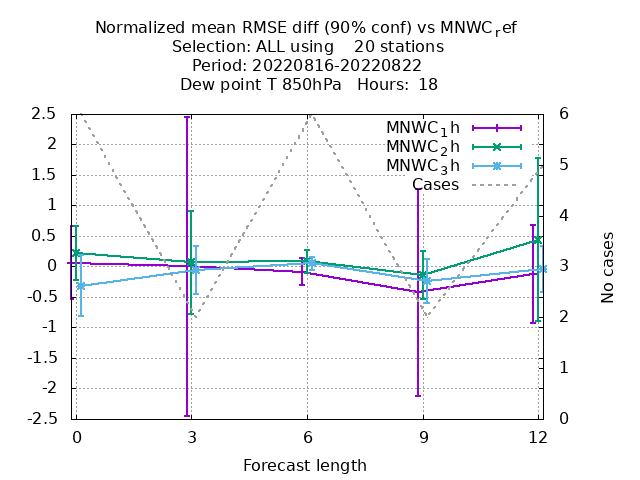 Normalized mean RMSE diff (90% conf) vs MNWC_ref
Selection: ALL using    20 stations
Period: 20220816-20220822
Dew point T 850hPa   Hours:  18
MNWC_1h
MNWC_2h
MNWC_3h
Cases
2.5
2
1.5
1
0.5
0
-0.5
-1
-1.5
-2
-2.5
6
5
4
3
2
1
0
No cases
0 3 6 9 12
Forecast length